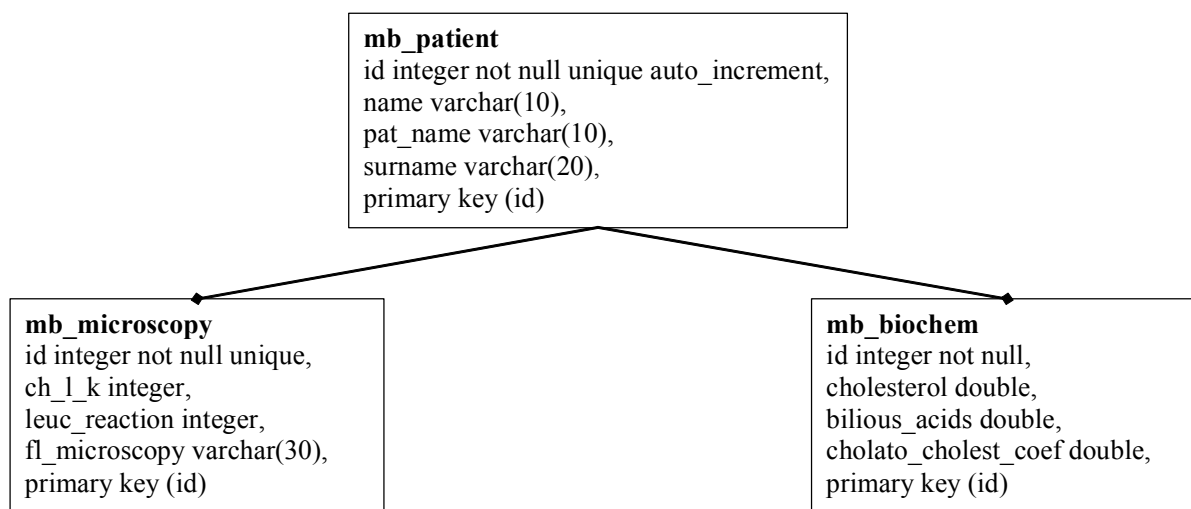 mb_patient
id integer not null unique auto_increment,
name varchar(10),
pat_name varchar(10),
surname varchar(20),
primary key (id)
mb_microscopy
id integer not null unique,
ch_l_k integer,
leuc_reaction integer,
fl_microscopy varchar(30),
primary key (id)
mb_biochem
id integer not null,
cholesterol double,
bilious_acids double,
cholato_cholest_coef double,
primary key (id)